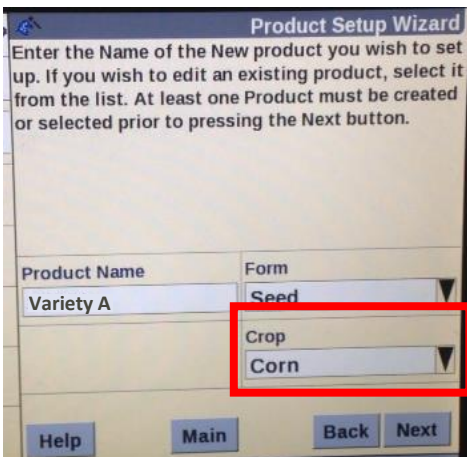 Product Setup Wizard
Enter the Name of the New product you wish to set
up. If you wish to edit an existing product, select it
from the list. At least one Product must be created
or selected prior to pressing the Next button.
Product Name
Form
Variety A
Seed
Crop
Corn
Help
Main
Back
Next